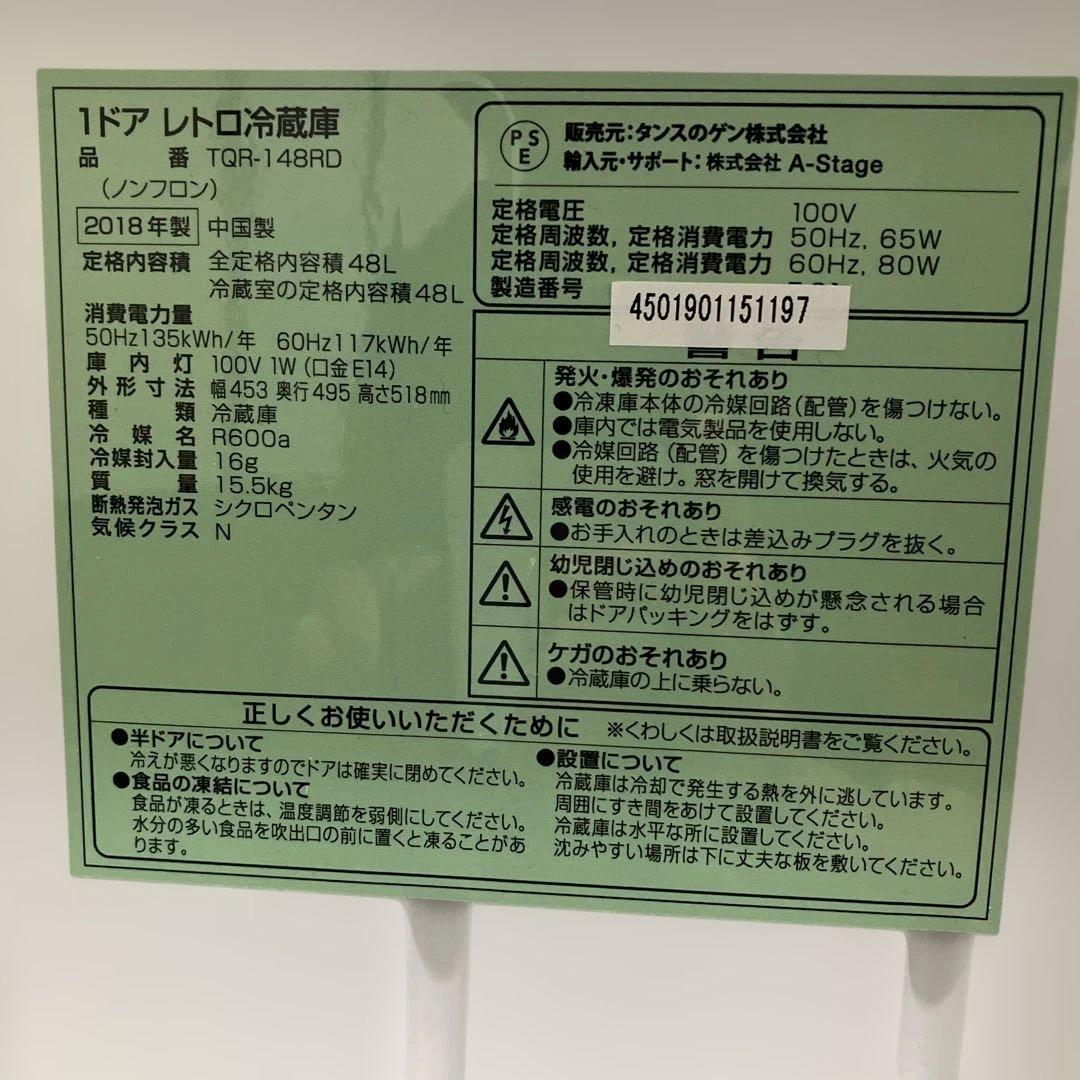 1ドア レトロ冷蔵庫
品番 TQR-148RD
(ノンフロン)
2018年製 中国製
定格内容積 全定格内容積48L
冷蔵室の定格内容積48L
消費電力量
50Hz135kWh/年 60Hz117kWh/年
庫内灯 100V 1W(口金E14)
外形寸法 幅453 奥行495 高さ518mm
種類 冷蔵庫
冷媒名 R600a
冷媒封入量 16g
質量 15.5kg
断熱発泡ガス シクロペンタン
気候クラス N
PSE
販売元:タンスのゲン株式会社
輸入元・サポート:株式会社 A-Stage
定格電圧 100V
定格周波数, 定格消費電力 50Hz, 65W
定格周波数, 定格消費電力 60Hz, 80W
製造番号
4501901151197
発火・爆発のおそれあり
●冷凍庫本体の冷媒回路(配管)を傷つけない。
●庫内では電気製品を使用しない。
●冷媒回路(配管)を傷つけたときは、火気の
使用を避け。窓を開けて換気する。
感電のおそれあり
●お手入れのときは差込みプラグを抜く。
幼児閉じ込めのおそれあり
●保管時に幼児閉じ込めが懸念される場合
はドアパッキングをはずす。
ケガのおそれあり
●冷蔵庫の上に乗らない。
正しくお使いいただくために ※くわしくは取扱説明書をご覧ください。
●半ドアについて
冷えが悪くなりますのでドアは確実に閉めてください。
●食品の凍結について
食品が凍るときは、温度調節を弱側にしてください。
水分の多い食品を吹出口の前に置くと凍ることがあ
ります。
●設置について
冷蔵庫は冷却で発生する熱を外に逃しています。
周囲にすき間をあけて設置してください。
冷蔵庫は水平な所に設置してください。
沈みやすい場所は下に丈夫な板を敷いてください。